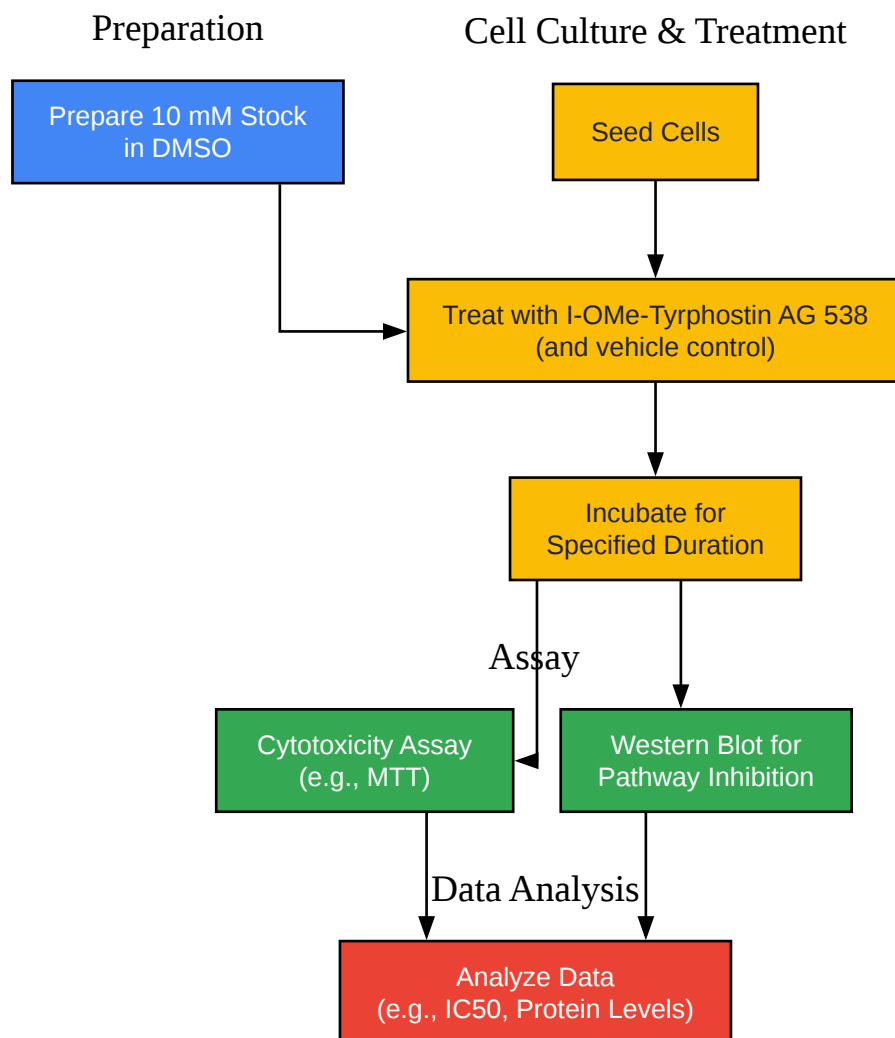 Preparation
Cell Culture & Treatment
Prepare 10 mM Stock
in DMSO
Seed Cells
Treat with I-OMe-Tyrphostin AG 538
(and vehicle control)
Incubate for
Specified Duration
Assay
Cytotoxicity Assay
(e.g., MTT)
Western Blot for
Pathway Inhibition
Data Analysis
Analyze Data
(e.g., IC50, Protein Levels)